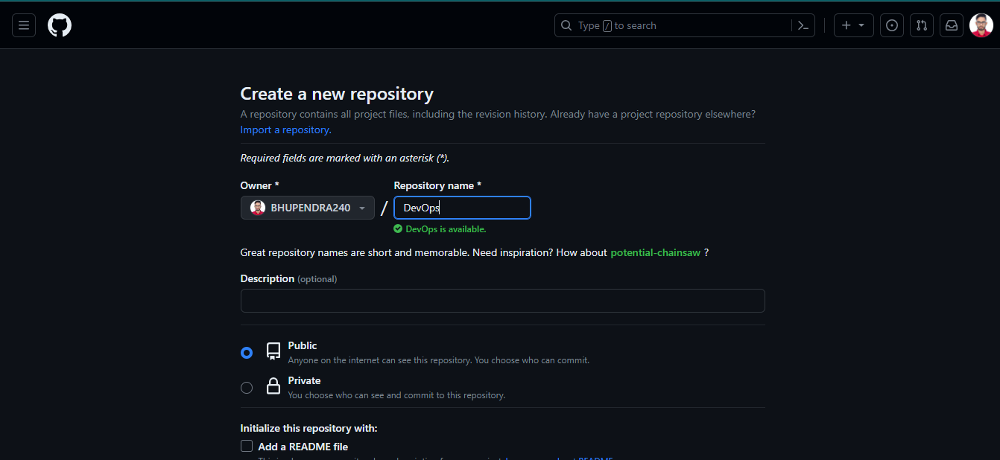 Type / to search
Create a new repository
A repository contains all project files, including the revision history. Already have a project repository elsewhere?
Import a repository.
Required fields are marked with an asterisk (*).
Owner * Repository name *
BHUPENDRA240 / DevOps
DevOps is available.
Great repository names are short and memorable. Need inspiration? How about potential-chainsaw ?
Description (optional)
Public
Anyone on the internet can see this repository. You choose who can commit.
Private
You choose who can see and commit to this repository.
Initialize this repository with:
Add a README file